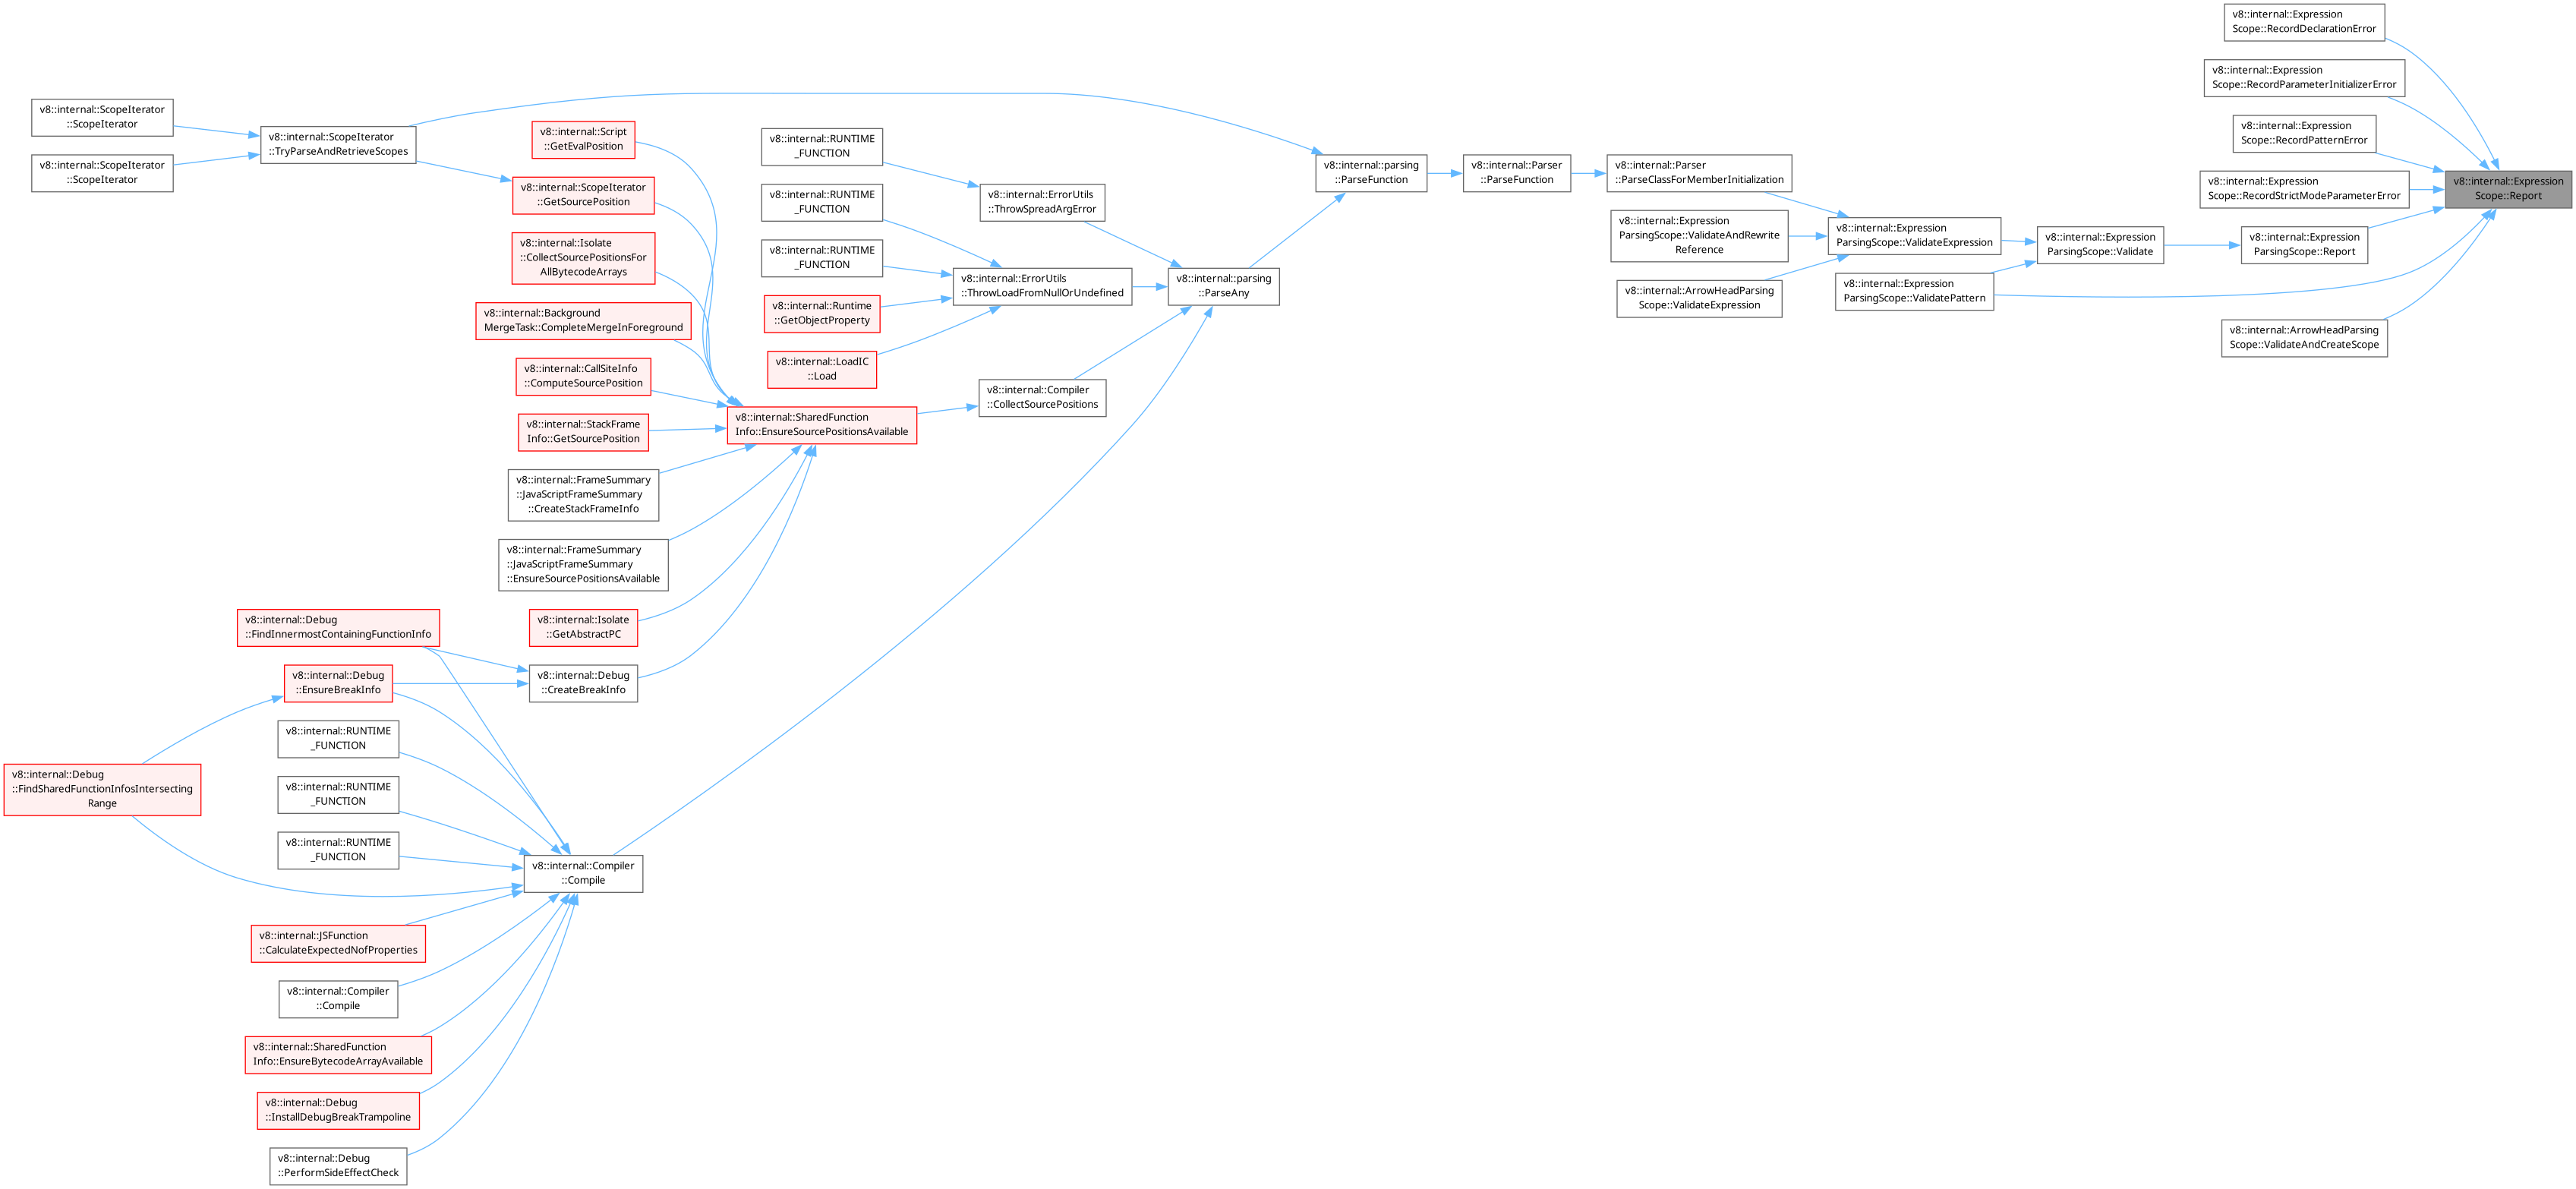 v8::internal::Expression
Scope::RecordDeclarationError
v8::internal::Expression
Scope::RecordParameterInitializerError
v8::internal::Expression
Scope::RecordPatternError
v8::internal::Expression
Scope::RecordStrictModeParameterError
v8::internal::Expression
Scope::Report
v8::internal::Expression
ParsingScope::Report
v8::internal::ArrowHeadParsing
Scope::ValidateAndCreateScope
v8::internal::Expression
ParsingScope::Validate
v8::internal::Expression
ParsingScope::ValidateExpression
v8::internal::Expression
ParsingScope::ValidatePattern
v8::internal::Parser
::ParseClassForMemberInitialization
v8::internal::Expression
ParsingScope::ValidateAndRewrite
Reference
v8::internal::ArrowHeadParsing
Scope::ValidateExpression
v8::internal::Parser
::ParseFunction
v8::internal::parsing
::ParseFunction
v8::internal::parsing
::ParseAny
v8::internal::ErrorUtils
::ThrowSpreadArgError
v8::internal::ErrorUtils
::ThrowLoadFromNullOrUndefined
v8::internal::Compiler
::CollectSourcePositions
v8::internal::RUNTIME
_FUNCTION
v8::internal::RUNTIME
_FUNCTION
v8::internal::RUNTIME
_FUNCTION
v8::internal::Runtime
::GetObjectProperty
v8::internal::LoadIC
::Load
v8::internal::SharedFunction
Info::EnsureSourcePositionsAvailable
v8::internal::Script
::GetEvalPosition
v8::internal::ScopeIterator
::GetSourcePosition
v8::internal::Isolate
::CollectSourcePositionsFor
AllBytecodeArrays
v8::internal::Background
MergeTask::CompleteMergeInForeground
v8::internal::CallSiteInfo
::ComputeSourcePosition
v8::internal::StackFrame
Info::GetSourcePosition
v8::internal::FrameSummary
::JavaScriptFrameSummary
::CreateStackFrameInfo
v8::internal::FrameSummary
::JavaScriptFrameSummary
::EnsureSourcePositionsAvailable
v8::internal::Isolate
::GetAbstractPC
v8::internal::Debug
::CreateBreakInfo
v8::internal::Compiler
::Compile
v8::internal::ScopeIterator
::TryParseAndRetrieveScopes
v8::internal::ScopeIterator
::ScopeIterator
v8::internal::ScopeIterator
::ScopeIterator
v8::internal::Debug
::FindInnermostContainingFunctionInfo
v8::internal::Debug
::EnsureBreakInfo
v8::internal::RUNTIME
_FUNCTION
v8::internal::RUNTIME
_FUNCTION
v8::internal::RUNTIME
_FUNCTION
v8::internal::Debug
::FindSharedFunctionInfosIntersecting
Range
v8::internal::JSFunction
::CalculateExpectedNofProperties
v8::internal::Compiler
::Compile
v8::internal::SharedFunction
Info::EnsureBytecodeArrayAvailable
v8::internal::Debug
::InstallDebugBreakTrampoline
v8::internal::Debug
::PerformSideEffectCheck